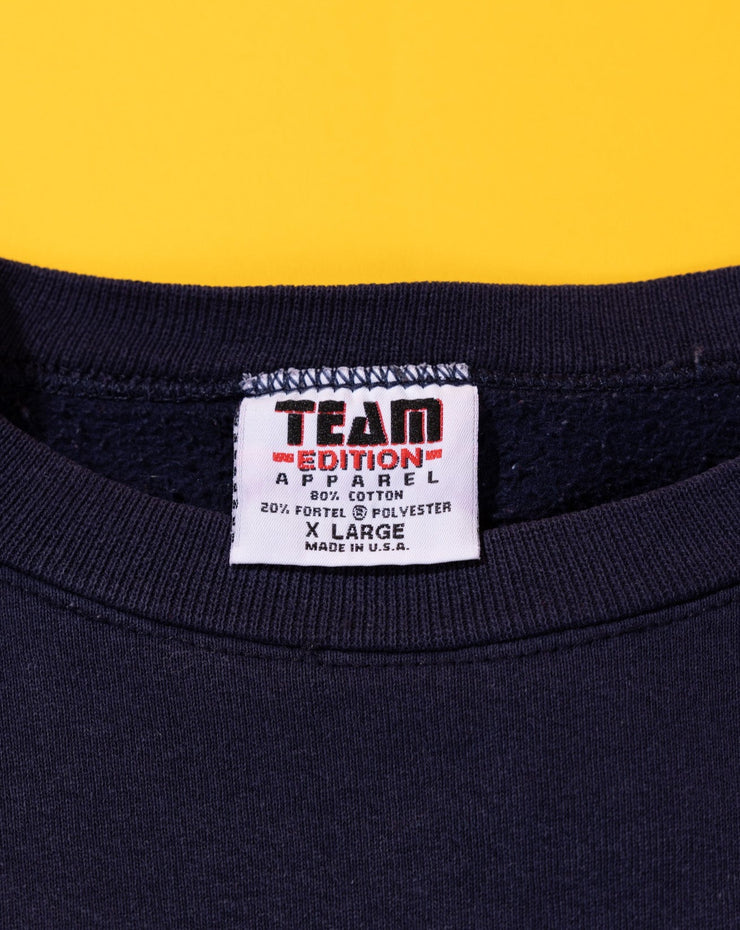 TEAM
EDITION
APPAREL
80% COTTON
20% FORTEL ® POLYESTER
X LARGE
MADE IN U.S.A.